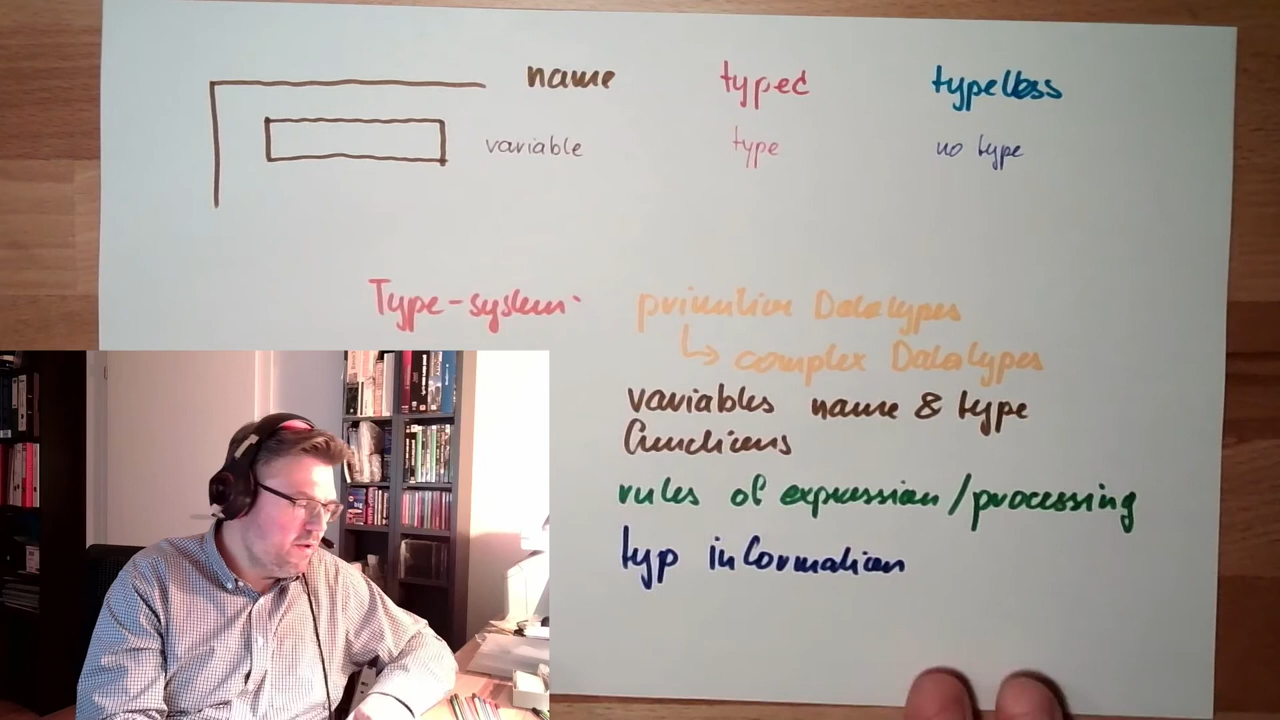 name typed typeless
variable type no type
Type-system primitive Datatypes
complex Datatypes
variables name & type
functions
rules of expression/processing
typ information